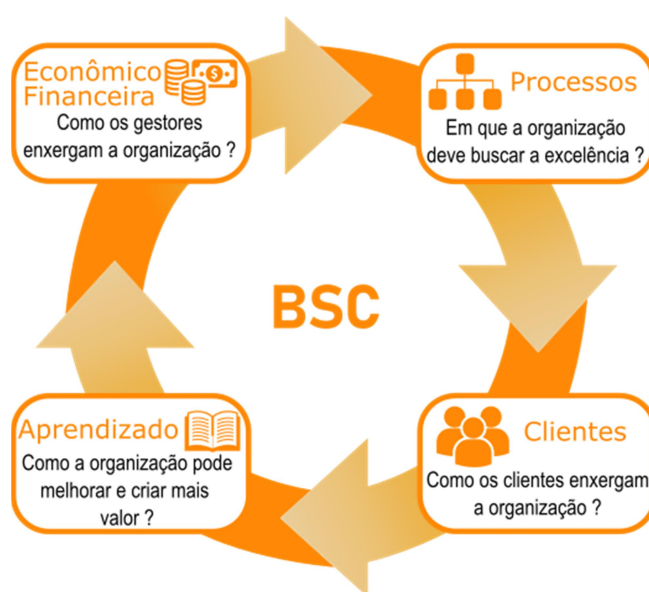 Econômico
Financeira
Como os gestores
enxergam a organização ?
Processos
Em que a organização
deve buscar a excelência ?
BSC
Aprendizado
Como a organização pode
melhorar e criar mais
valor ?
Clientes
Como os clientes enxergam
a organização ?